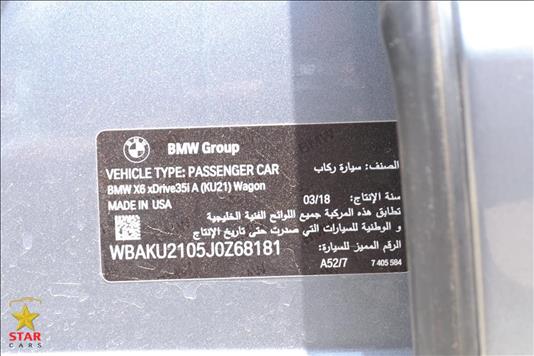 BMW Group
الصنف: سيارة ركاب
VEHICLE TYPE: PASSENGER CAR
BMW X6 xDrive35i A (KU21) Wagon
MADE IN USA
سنة الإنتاج: 03/18
تطابق هذه المركبة جميع اللوائح الفنية الخليجية
و الوطنية للسيارات التي صدرت حتى تاريخ الإنتاج
WBAKU2105J0Z68181
الرقم المميز للسيارة:
A52/7
7 405 584
STAR
CARS